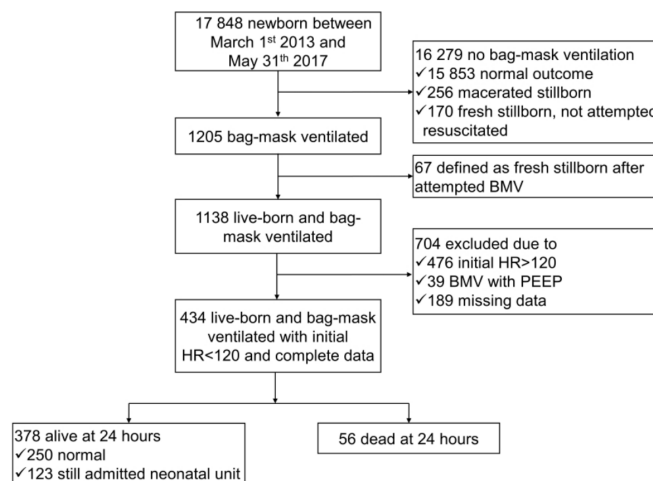 17 848 newborn between
March 1st 2013 and
May 31th 2017
16 279 no bag-mask ventilation
✓15 853 normal outcome
✓256 macerated stillborn
✓170 fresh stillborn, not attempted
resuscitated
1205 bag-mask ventilated
67 defined as fresh stillborn after
attempted BMV
1138 live-born and bag-
mask ventilated
704 excluded due to
✓476 initial HR>120
✓39 BMV with PEEP
✓189 missing data
434 live-born and bag-mask
ventilated with initial
HR<120 and complete data
378 alive at 24 hours
✓250 normal
✓123 still admitted neonatal unit
56 dead at 24 hours